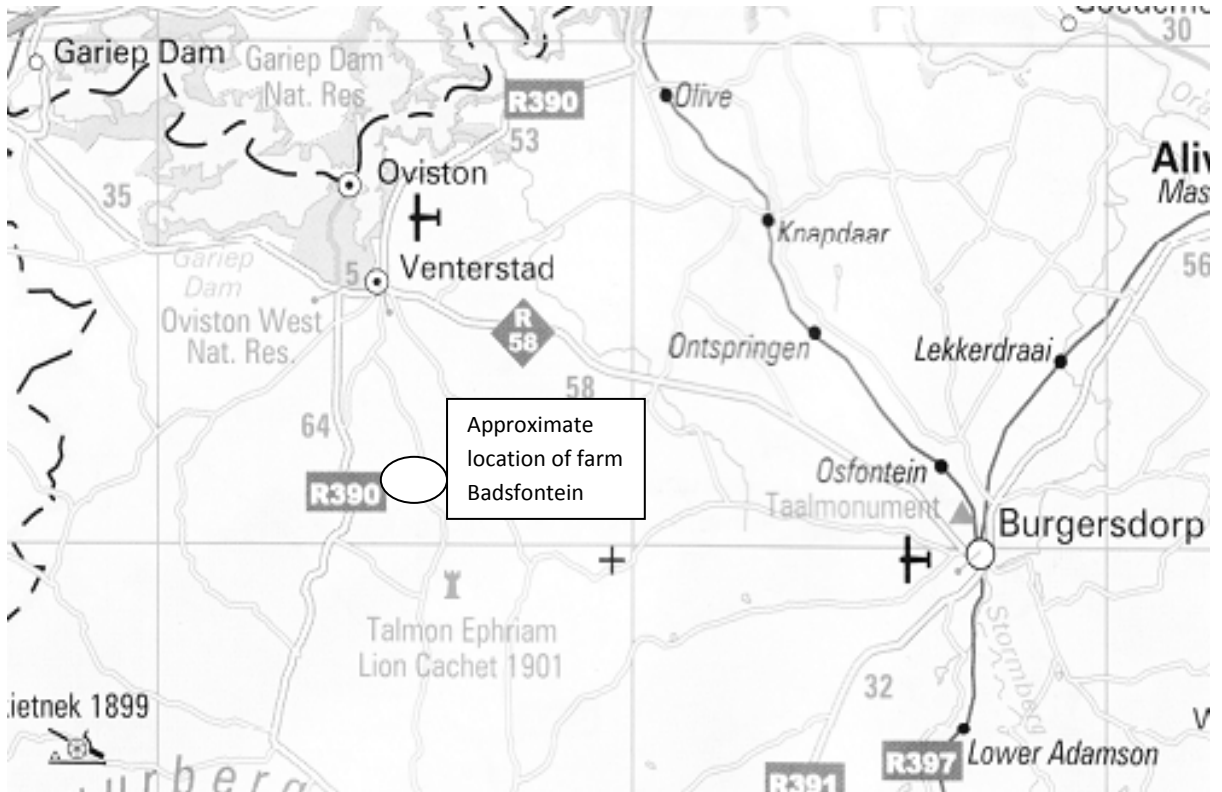 Gariep Dam
Gariep Dam
Nat. Res
R390
53
Olive
30
35
Oviston
Knapdaar
Aliv
Mas
56
Gariep
Dam
5
Venterstad
Oviston West
Nat. Res.
R
58
58
Ontspringen
Lekkerdraai
64
R390
Approximate
location of farm
Badsfontein
Osfontein
Taalmonument
Burgersdorp
Talmon Ephriam
Lion Cachet 1901
Stormberg
32
ietnek 1899
urberg
R391
R397
Lower Adamson